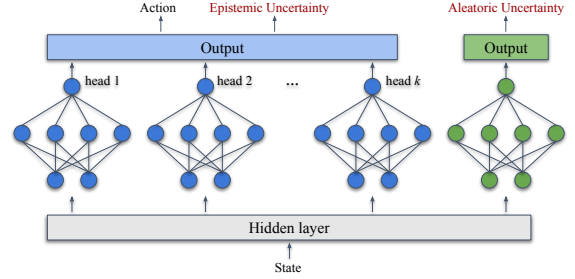 Action
Epistemic Uncertainty
Aleatoric Uncertainty
Output
Output
head 1
head 2
...
head k
Hidden layer
State